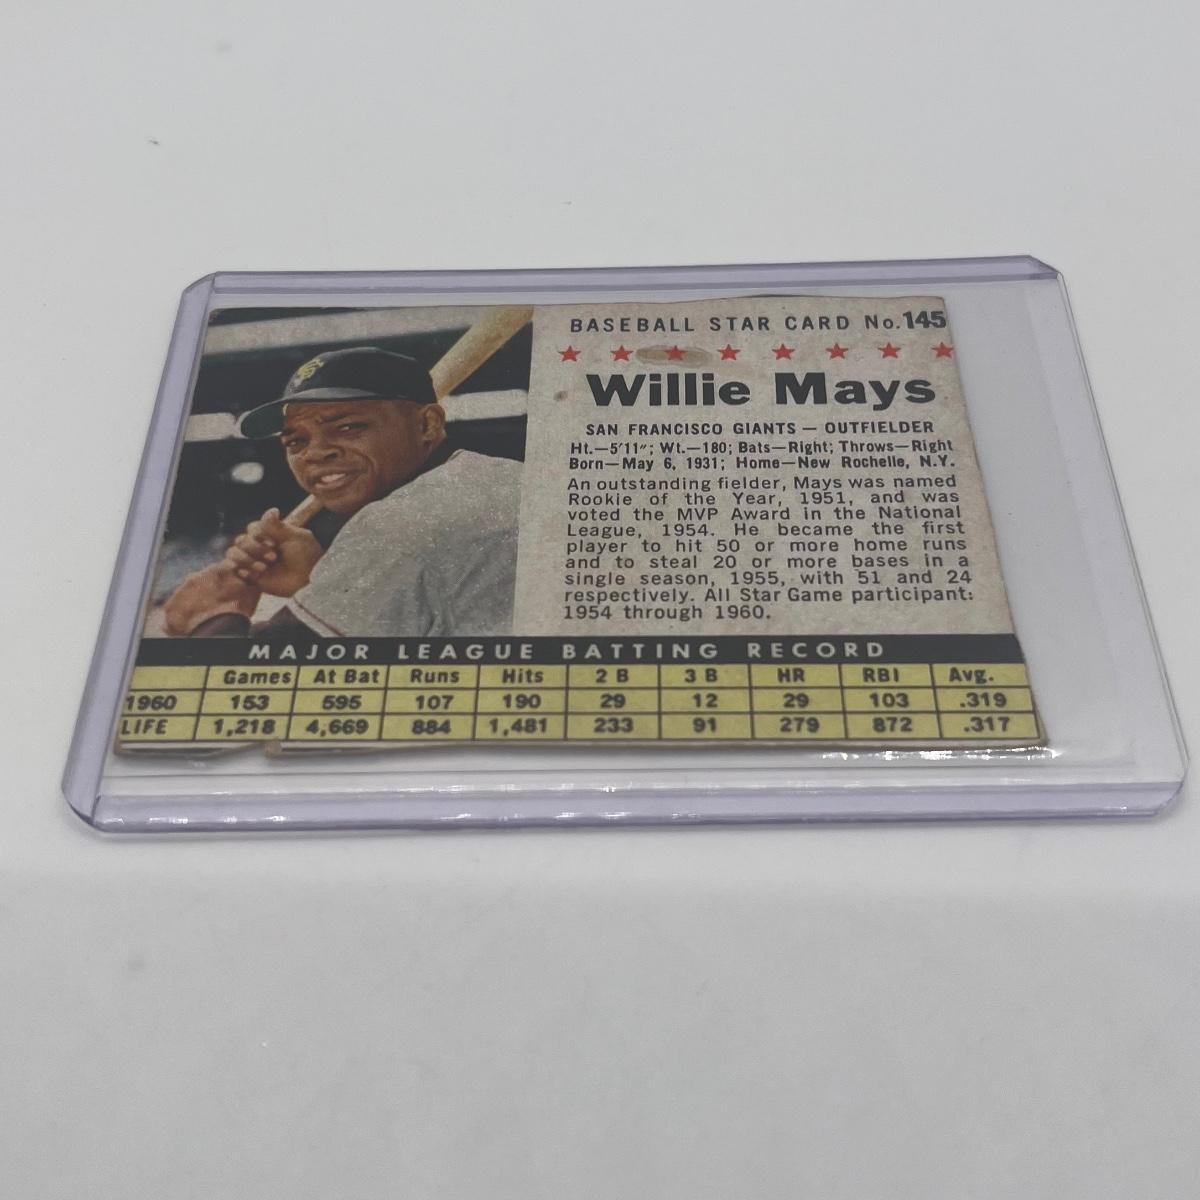 BASEBALL STAR CARD No. 145
Willie Mays
SAN FRANCISCO GIANTS — OUTFIELDER
Ht.—5'11"; Wt.—180; Bats—Right; Throws—Right
Born—May 6, 1931; Home—New Rochelle, N.Y.
An outstanding fielder, Mays was named
Rookie of the Year, 1951, and was
voted the MVP Award in the National
League, 1954. He became the first
player to hit 50 or more home runs
and to steal 20 or more bases in a
single season, 1955, with 51 and 24
respectively. All Star Game participant:
1954 through 1960.
MAJOR LEAGUE BATTING RECORD
Games At Bat Runs Hits 2 B 3 B HR RBI Avg.
1960 153 595 107 190 29 12 29 103 .319
LIFE 1,218 4,669 884 1,481 233 91 279 872 .317